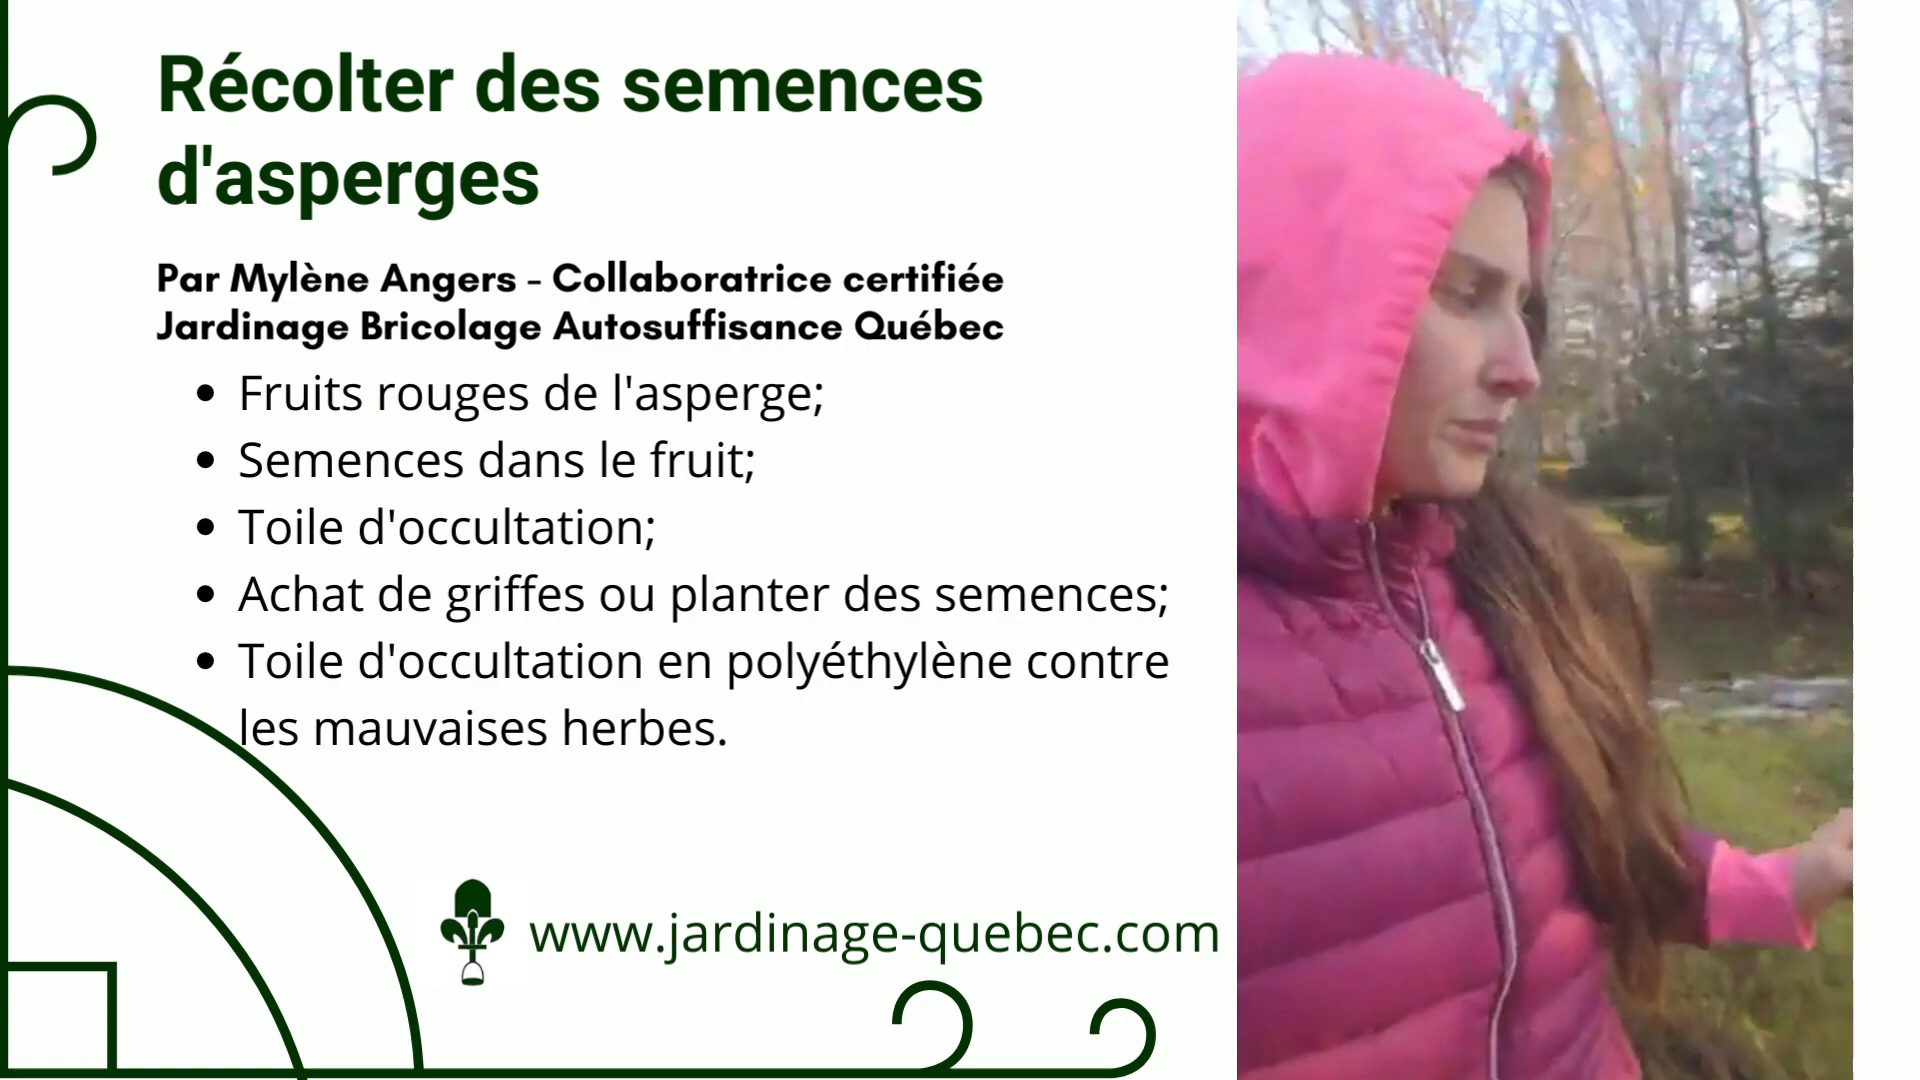 Récolter des semences
d'asperges
Par Mylène Angers - Collaboratrice certifiée
Jardinage Bricolage Autosuffisance Québec
• Fruits rouges de l'asperge;
• Semences dans le fruit;
• Toile d'occultation;
• Achat de griffes ou planter des semences;
• Toile d'occultation en polyéthylène contre
les mauvaises herbes.
www.jardinage-quebec.com